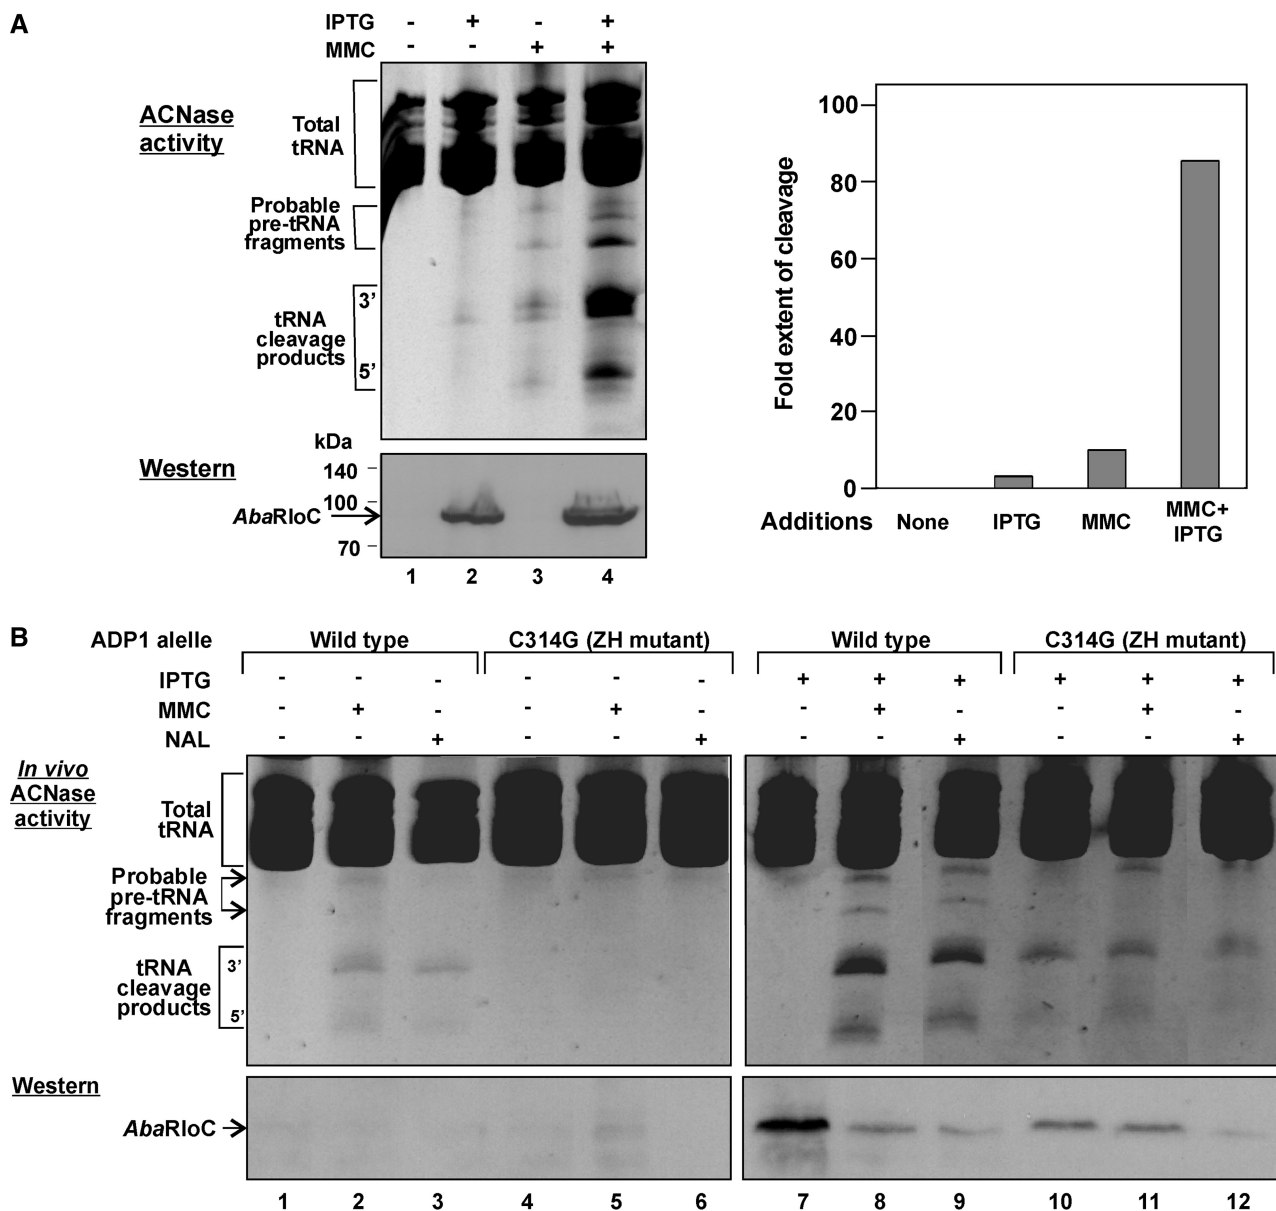 A
IPTG - + - +
MMC - - + +
ACNase
activity
Total
tRNA
Probable
pre-tRNA
fragments
3’
tRNA
cleavage
products
5’
kDa
Western
140
100
AbaRloC
70
1 2 3 4
Fold extent of cleavage
100
80
60
40
20
0
Additions None IPTG MMC MMC+
IPTG
B
ADP1 alelle Wild type C314G (ZH mutant) Wild type C314G (ZH mutant)
IPTG - - - - - - + + + + + +
MMC - + - - + - - + - - + -
NAL - - + - - + - - + - - +
In vivo
ACNase
activity
Total
tRNA
Probable
pre-tRNA
fragments
tRNA
cleavage
products
3’
5’
Western
AbaRloC
1 2 3 4 5 6 7 8 9 10 11 12